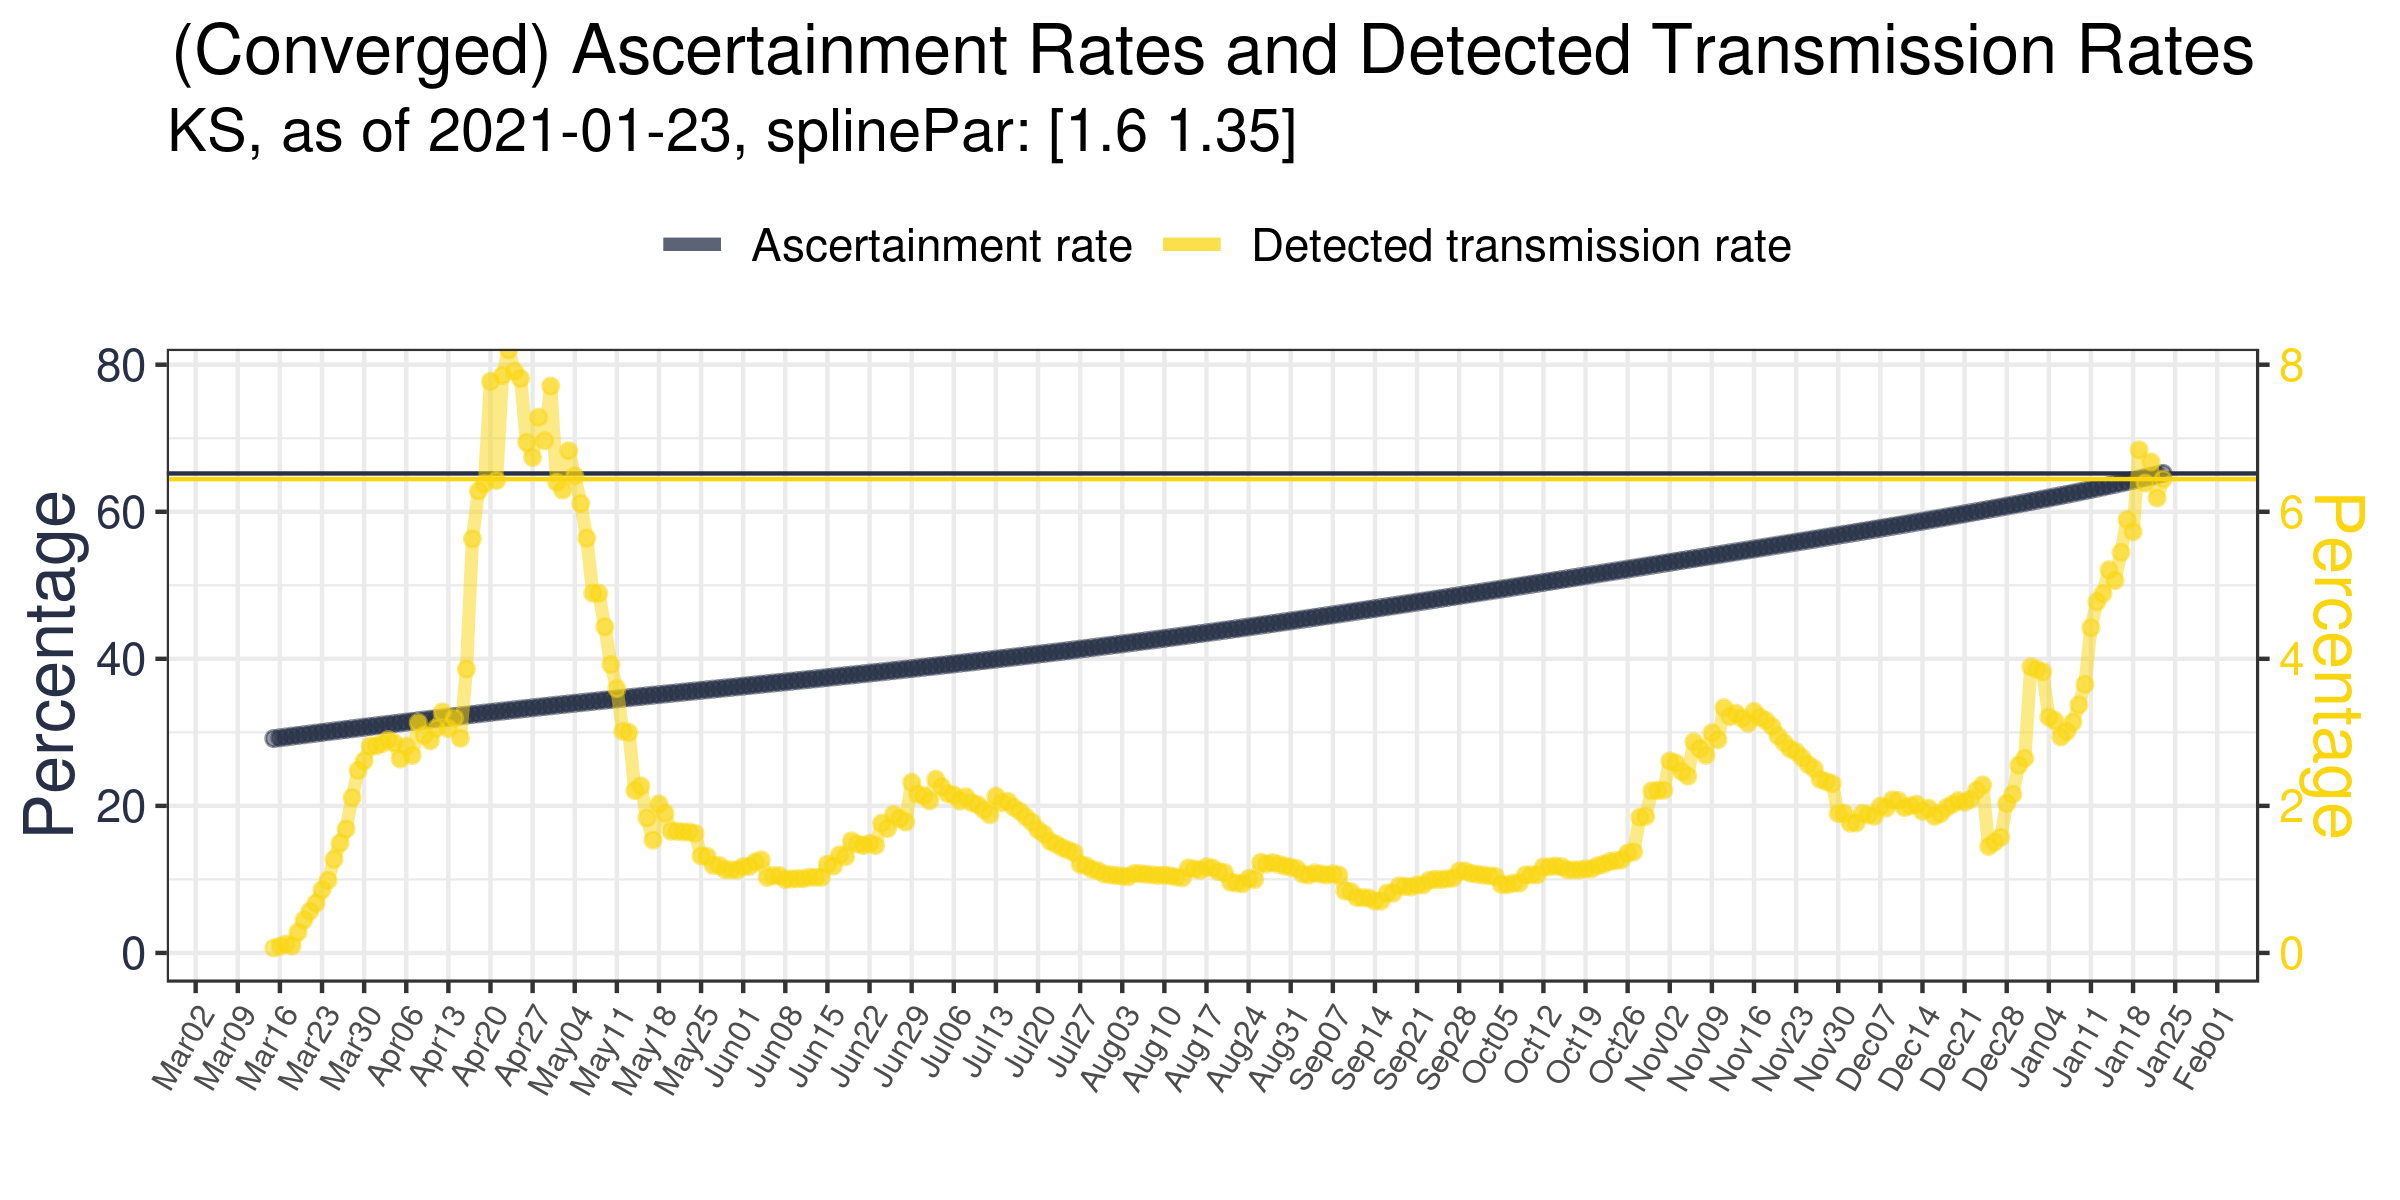 (Converged) Ascertainment Rates and Detected Transmission Rates
KS, as of 2021-01-23, splinePar: [1.6 1.35]
Ascertainment rate Detected transmission rate
Percentage
80
60
40
20
0
8
6
4
2
0
Percentage
Mar02 Mar09 Mar16 Mar23 Mar30 Apr06 Apr13 Apr20 Apr27 May04 May11 May18 May25 Jun01 Jun08 Jun15 Jun22 Jun29 Jul06 Jul13 Jul20 Jul27 Aug03 Aug10 Aug17 Aug24 Aug31 Sep07 Sep14 Sep21 Sep28 Oct05 Oct12 Oct19 Oct26 Nov02 Nov09 Nov16 Nov23 Nov30 Dec07 Dec14 Dec21 Dec28 Jan04 Jan11 Jan18 Jan25 Feb01